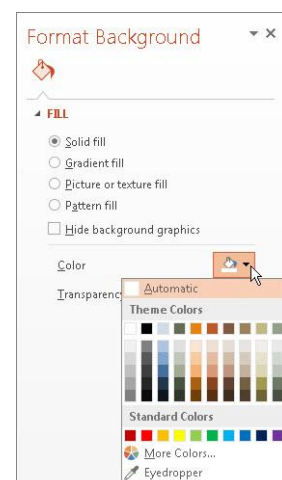 Format Background
FILL
Solid fill
Gradient fill
Picture or texture fill
Pattern fill
Hide background graphics
Color
Transparency
Automatic
Theme Colors
Standard Colors
More Colors...
Eyedropper